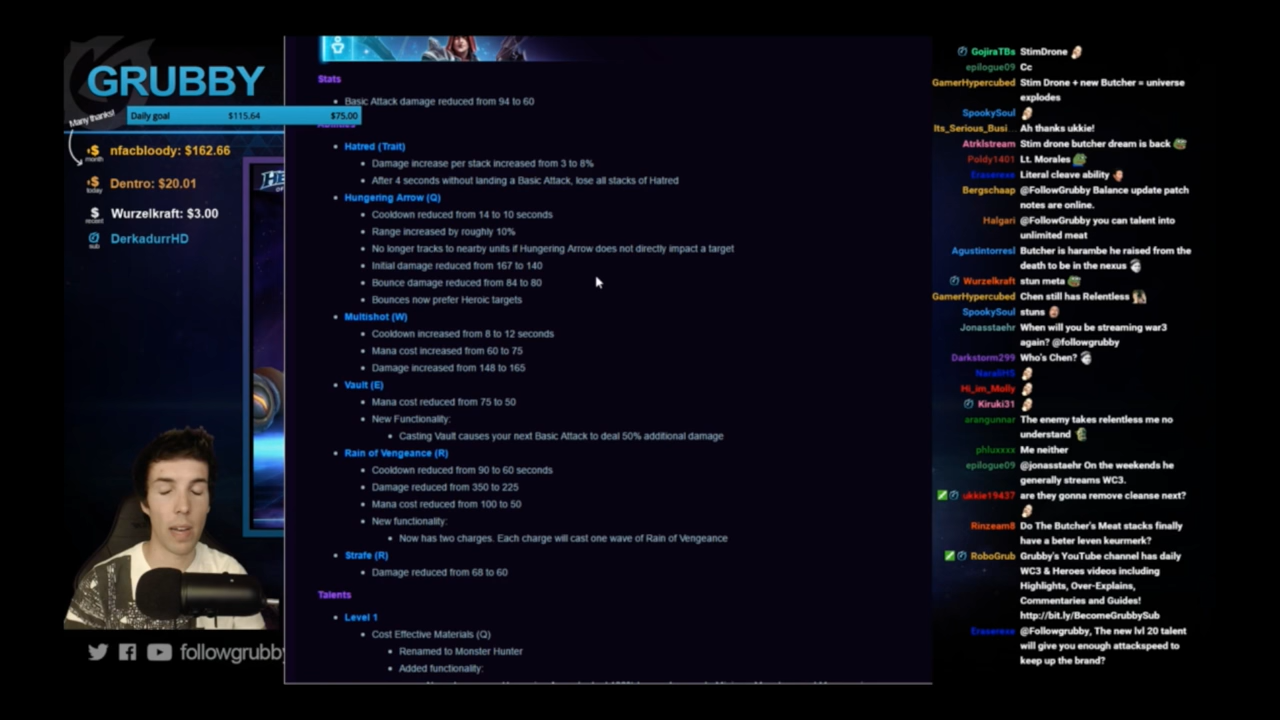 GRUBBY
Many thanks!
Daily goal $115.64 $75.00
month nfacbloody: $162.66
today Dentro: $20.01
recent Wurzelkraft: $3.00
sub DerkadurrHD
followgrubby
Stats
Basic Attack damage reduced from 94 to 60
Hatred (Trait)
Damage increase per stack increased from 3 to 8%
After 4 seconds without landing a Basic Attack, lose all stacks of Hatred
Hungering Arrow (Q)
Cooldown reduced from 14 to 10 seconds
Range increased by roughly 10%
No longer tracks to nearby units if Hungering Arrow does not directly impact a target
Initial damage reduced from 167 to 140
Bounce damage reduced from 84 to 80
Bounces now prefer Heroic targets
Multishot (W)
Cooldown increased from 8 to 12 seconds
Mana cost increased from 60 to 75
Damage increased from 148 to 165
Vault (E)
Mana cost reduced from 75 to 50
New Functionality:
Casting Vault causes your next Basic Attack to deal 50% additional damage
Rain of Vengeance (R)
Cooldown reduced from 90 to 60 seconds
Damage reduced from 350 to 225
Mana cost reduced from 100 to 50
New functionality:
Now has two charges. Each charge will cast one wave of Rain of Vengeance
Strafe (R)
Damage reduced from 68 to 60
Talents
Level 1
Cost Effective Materials (Q)
Renamed to Monster Hunter
Added functionality:
GojiraTBs StimDrone
epilogue09 Cc
GamerHypercubed Stim Drone + new Butcher = universe
explodes
SpookySoul
Its_Serious_Busi... Ah thanks ukkie!
Atrklstream Stim drone butcher dream is back
Poldy1401 Lt. Morales
Eraserexe Literal cleave ability
Bergschaap @FollowGrubby Balance update patch
notes are online.
Halgari @FollowGrubby you can talent into
unlimited meat
Agustintorresl Butcher is harambe he raised from the
death to be in the nexus
Wurzelkraft stun meta
GamerHypercubed Chen still has Relentless
SpookySoul stuns
Jonasstaehr When will you be streaming war3
again? @followgrubby
Darkstorm299 Who's Chen?
NaraliHS
Hi_im_Molly
Kiruki31
arangunnar The enemy takes relentless me no
understand
phluxxxx Me neither
epilogue09 @jonasstaehr On the weekends he
generally streams WC3.
ukkie19437 are they gonna remove cleanse next?
Rinzeam8 Do The Butcher's Meat stacks finally
have a beter leven keurmerk?
RoboGrub Grubby's YouTube channel has daily
WC3 & Heroes videos including
Highlights, Over-Explains,
Commentaries and Guides!
http://bit.ly/BecomeGrubbySub
Eraserexe @Followgrubby, The new lvl 20 talent
will give you enough attackspeed to
keep up the brand?